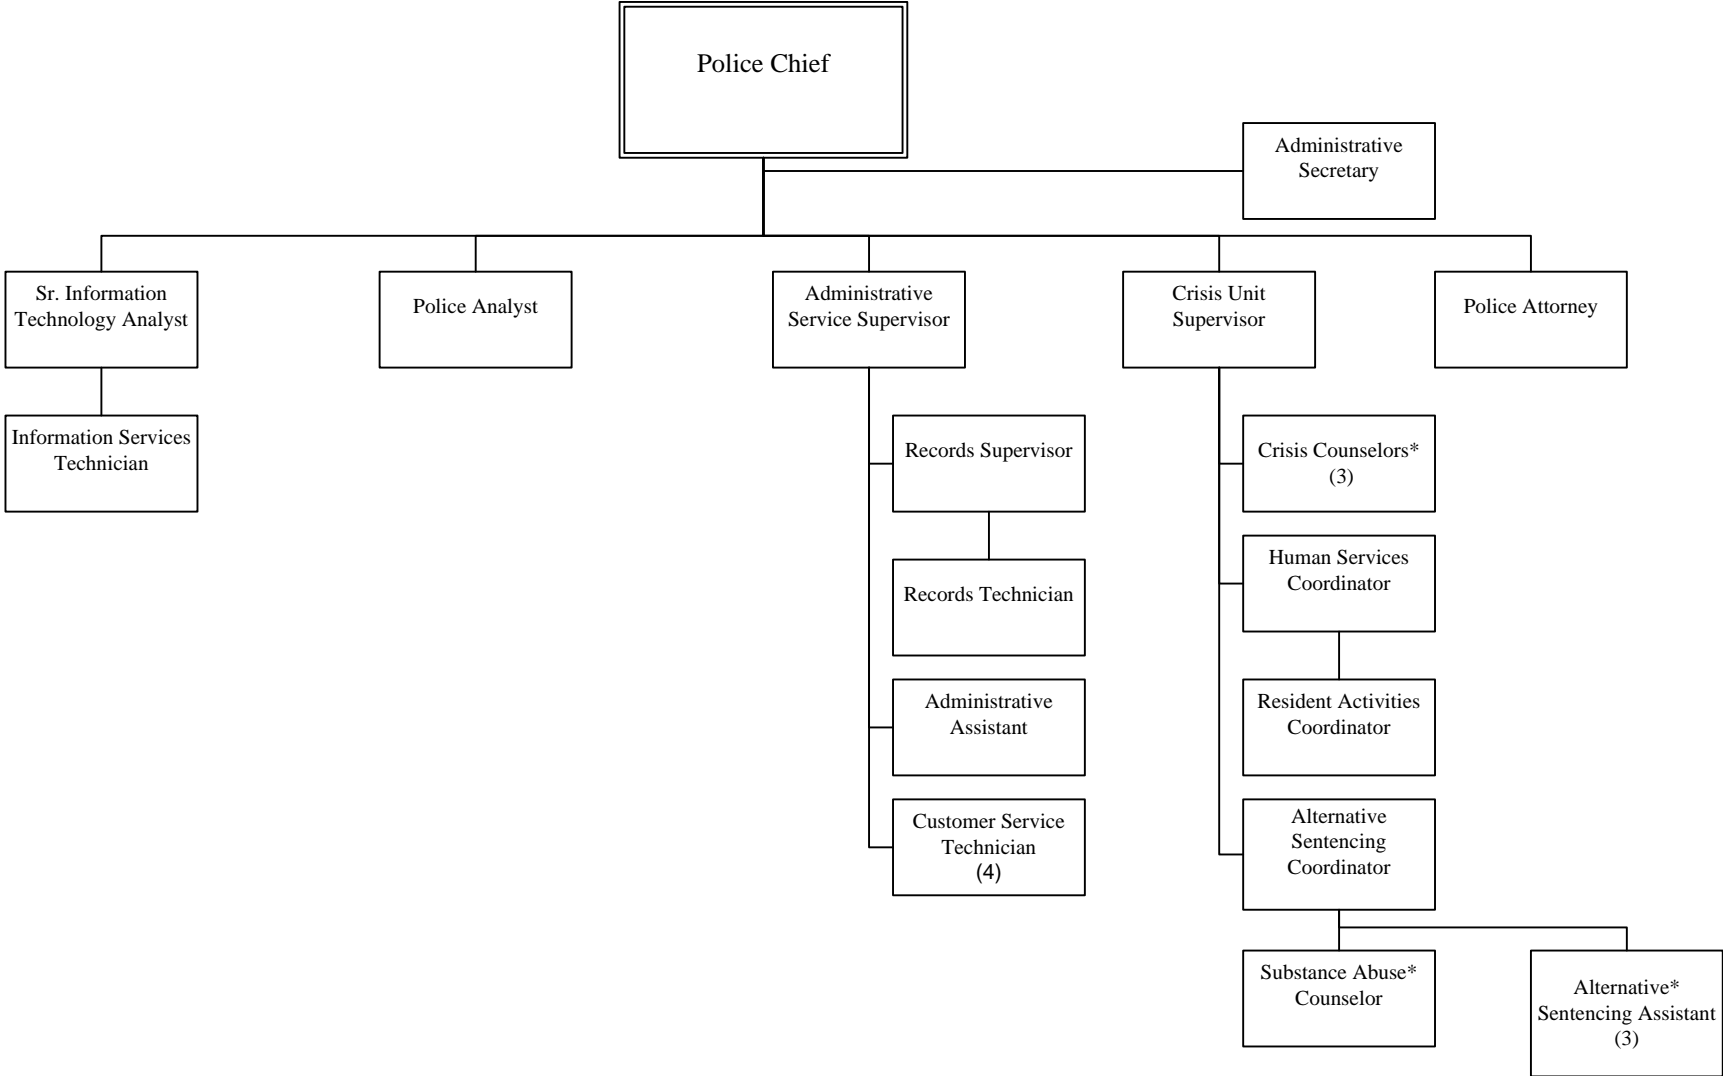 Police Chief
Administrative
Secretary
Sr. Information
Technology Analyst
Police Analyst
Administrative
Service Supervisor
Crisis Unit
Supervisor
Police Attorney
Information Services
Technician
Records Supervisor
Crisis Counselors*
(3)
Records Technician
Human Services
Coordinator
Administrative
Assistant
Resident Activities
Coordinator
Customer Service
Technician
(4)
Alternative
Sentencing
Coordinator
Substance Abuse*
Counselor
Alternative*
Sentencing Assistant
(3)